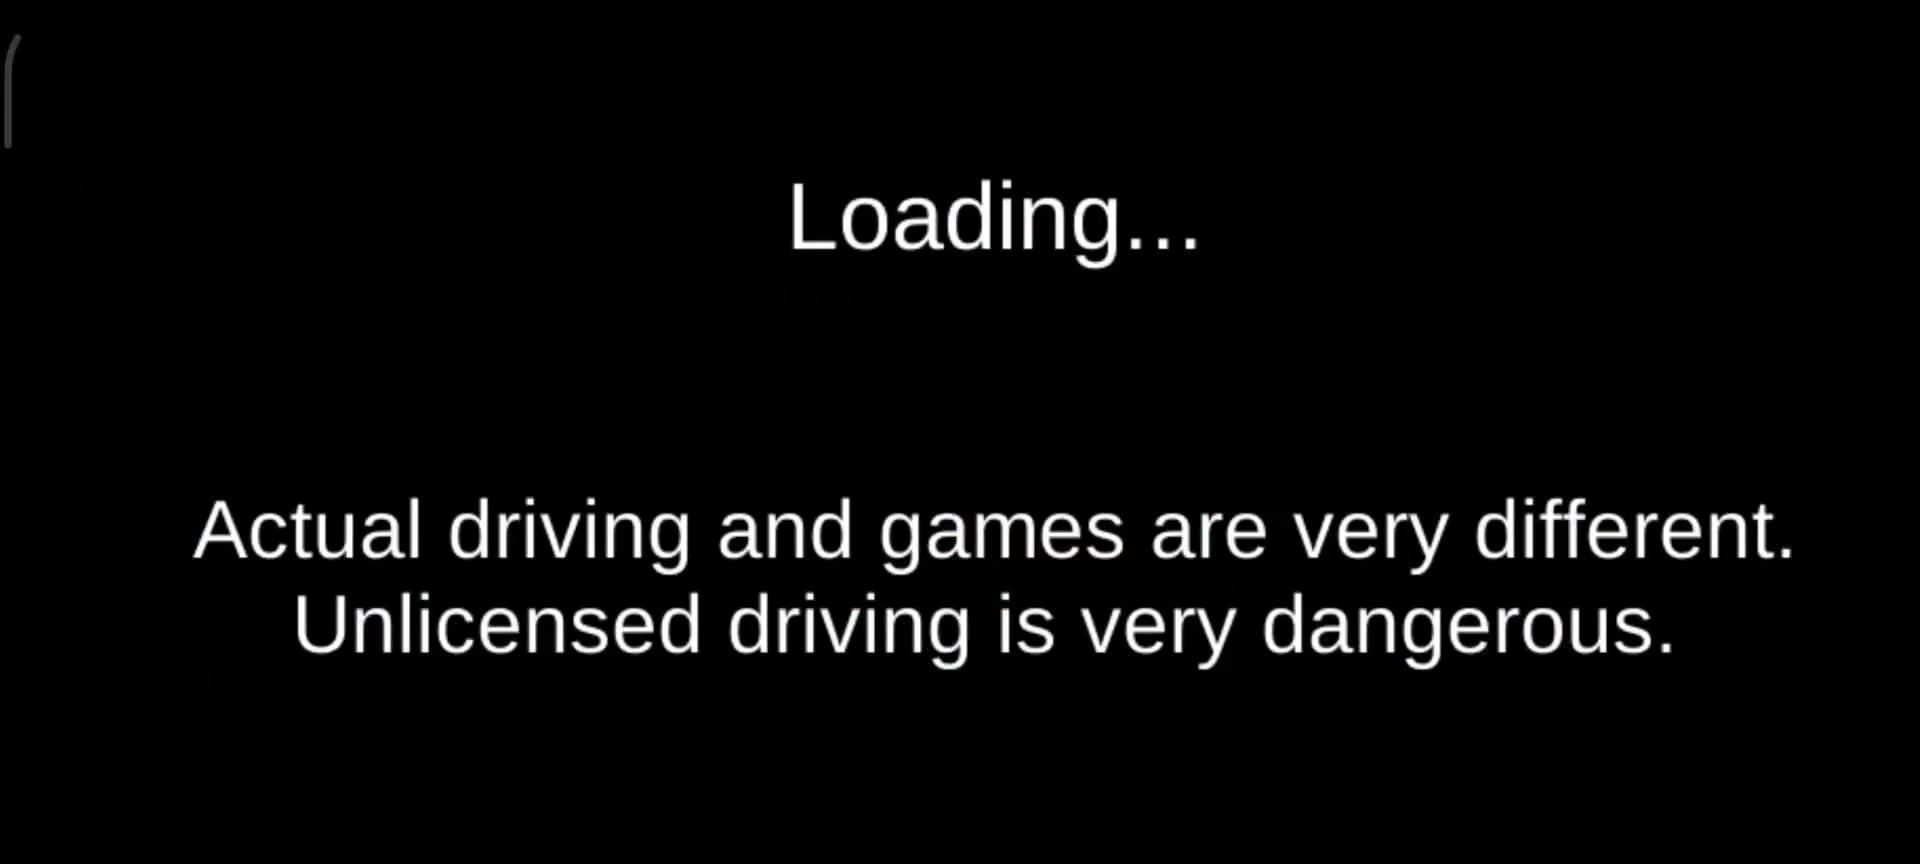 Loading...
Actual driving and games are very different.
Unlicensed driving is very dangerous.